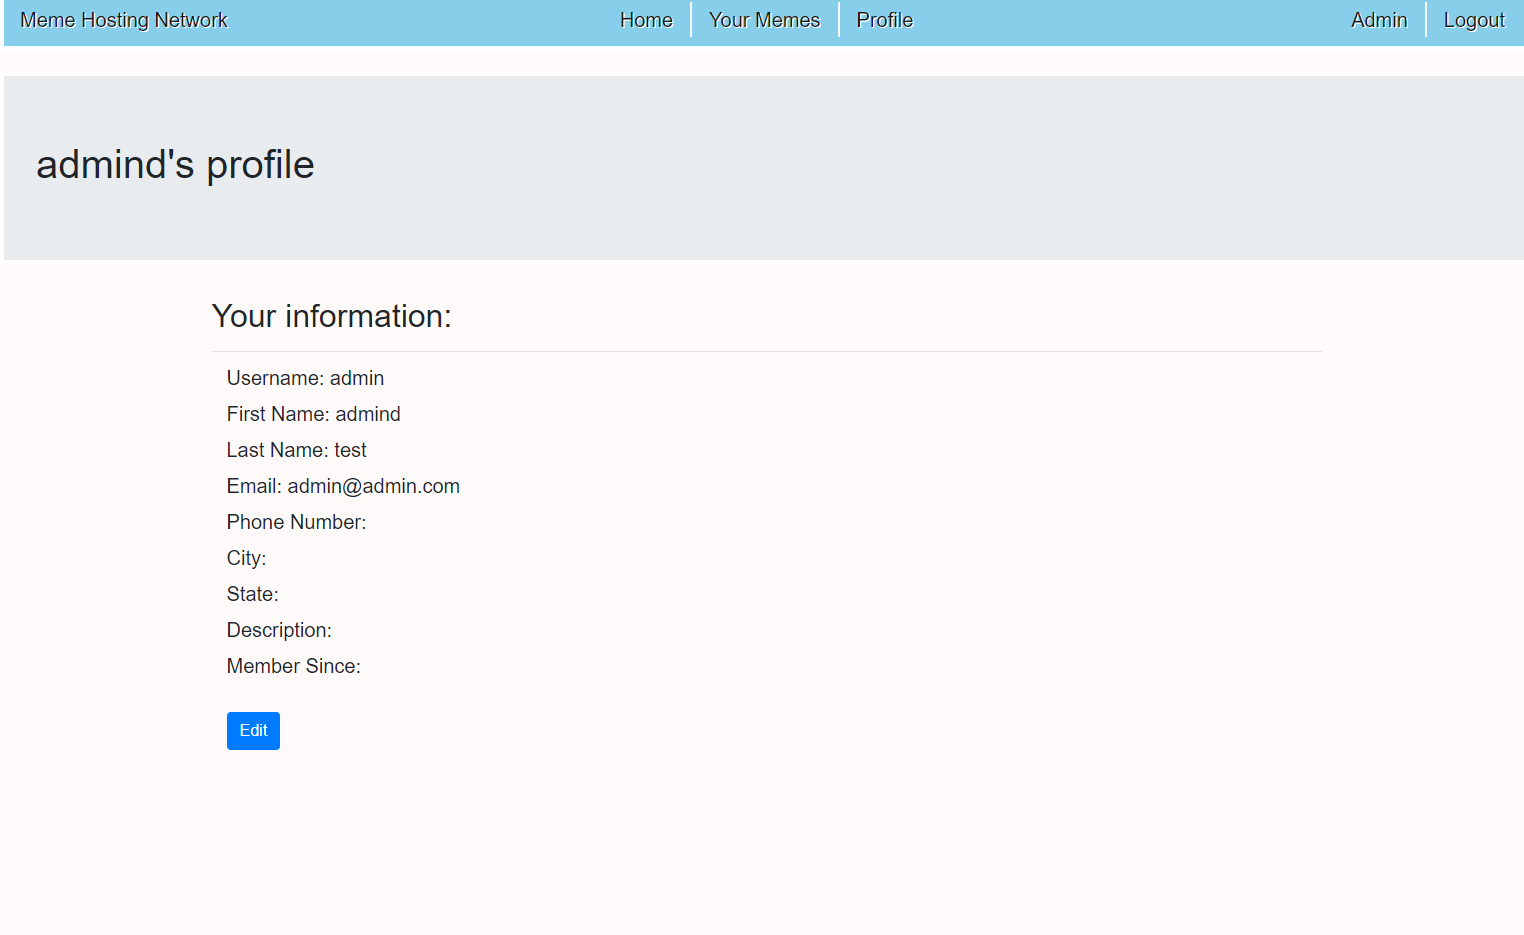 Meme Hosting Network Home Your Memes Profile Admin Logout
admind's profile
Your information:
Username: admin
First Name: admind
Last Name: test
Email: admin@admin.com
Phone Number:
City:
State:
Description:
Member Since:
Edit